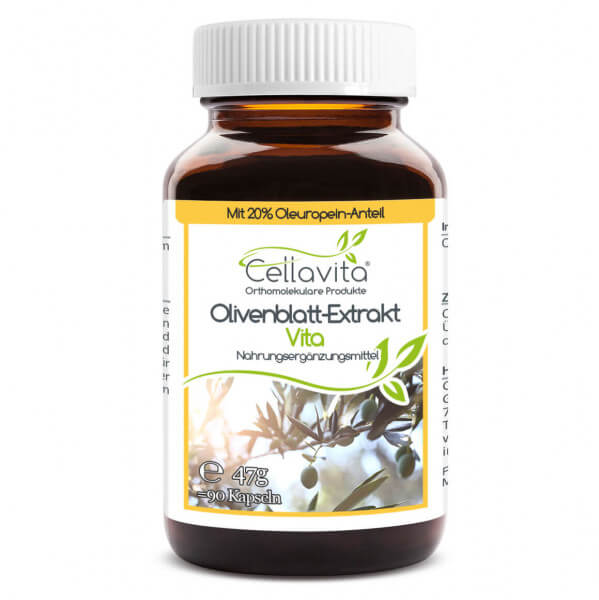 Mit 20% Oleuropein-Anteil
Cellavita®
Orthomolekulare Produkte
Olivenblatt-Extrakt
Vita
Nahrungsergänzungsmittel
℮ 47g
=90 Kapseln